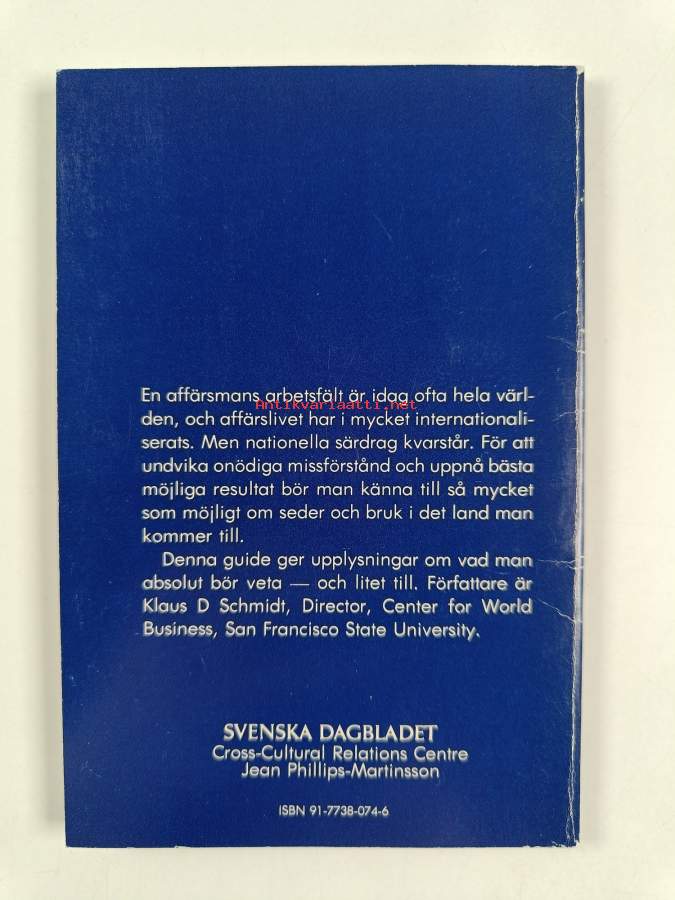 En affärsmans arbetsfält är idag ofta hela värl-
Antikvariaatti.net
den, och affärslivet har i mycket internationali-
serats. Men nationella särdrag kvarstår. För att
undvika onödiga missförstånd och uppnå bästa
möjliga resultat bör man känna till så mycket
som möjligt om seder och bruk i det land man
kommer till.
Denna guide ger upplysningar om vad man
absolut bör veta — och litet till. Författare är
Klaus D Schmidt, Director, Center for World
Business, San Francisco State University.
SVENSKA DAGBLADET
Cross-Cultural Relations Centre
Jean Phillips-Martinsson
ISBN 91-7738-074-6